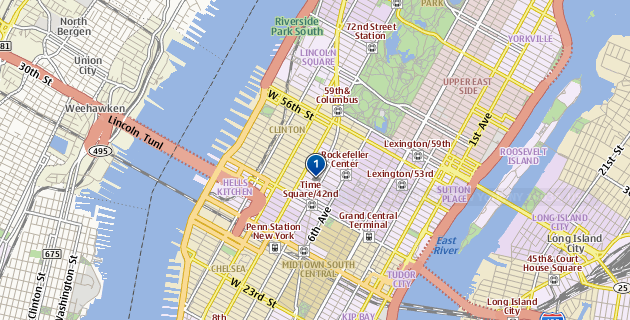 North
Bergen
Riverside
Park South
PARK
72nd Street
Station
YORKVILLE
81
30th St
Union
City
LINCOLN
SQUARE
UPPER EAST
SIDE
59th&
Columbus
Weehawken
Lincoln Tunl
W 56th St
CLINTON
1st Ave
21st St
495
Lexington/59th
ROOSEVELT
ISLAND
1
Rockefeller
Center
Lexington/53rd
HELLS
KITCHEN
Time
Square/42nd
SUTTON
PLACE
6th Ave
Grand Central
Terminal
LONG ISLAND
CITY
Penn Station
New York
East
River
Long Island
City
675
Clinton St
Washington St
CHELSEA
MIDTOWN SOUTH
CENTRAL
TUDOR
CITY
45th&Court
House Square
25
W 23rd St
8th
KIP BAY
Long Island
City